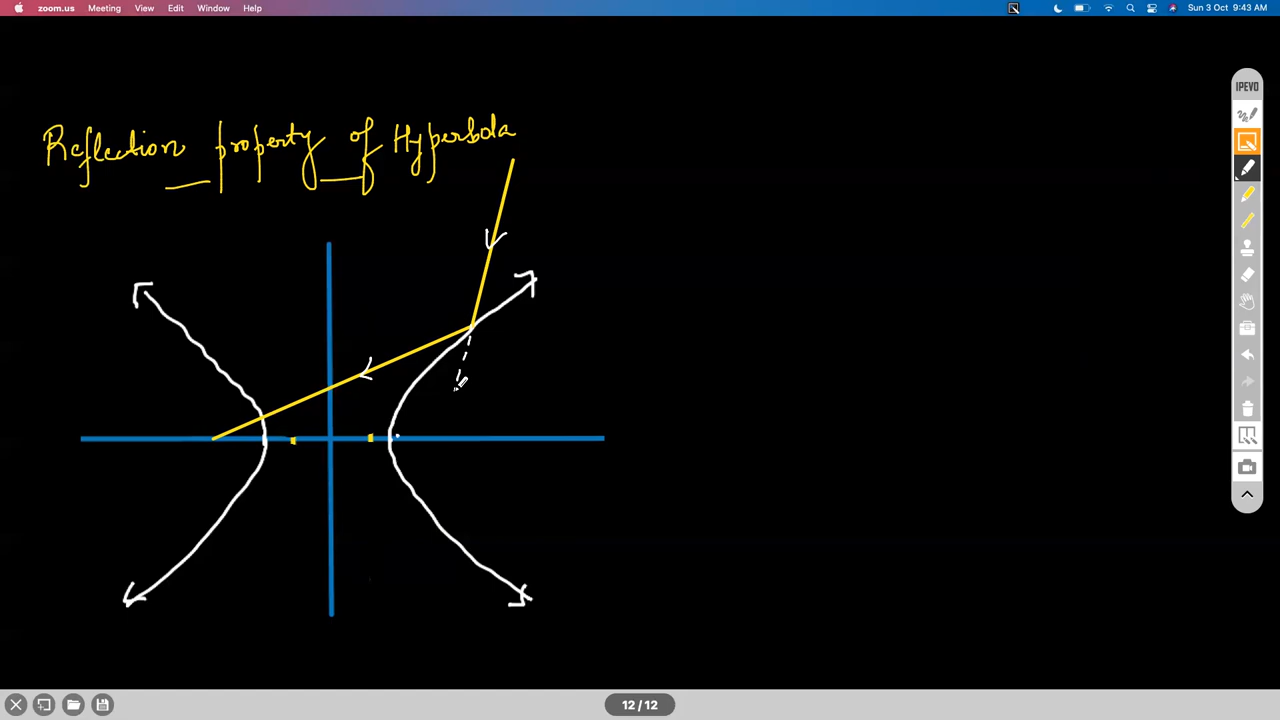 zoom.us Meeting View Edit Window Help Sun 3 Oct 9:43 AM
IPEVO
Reflection property of Hyperbola
12 / 12